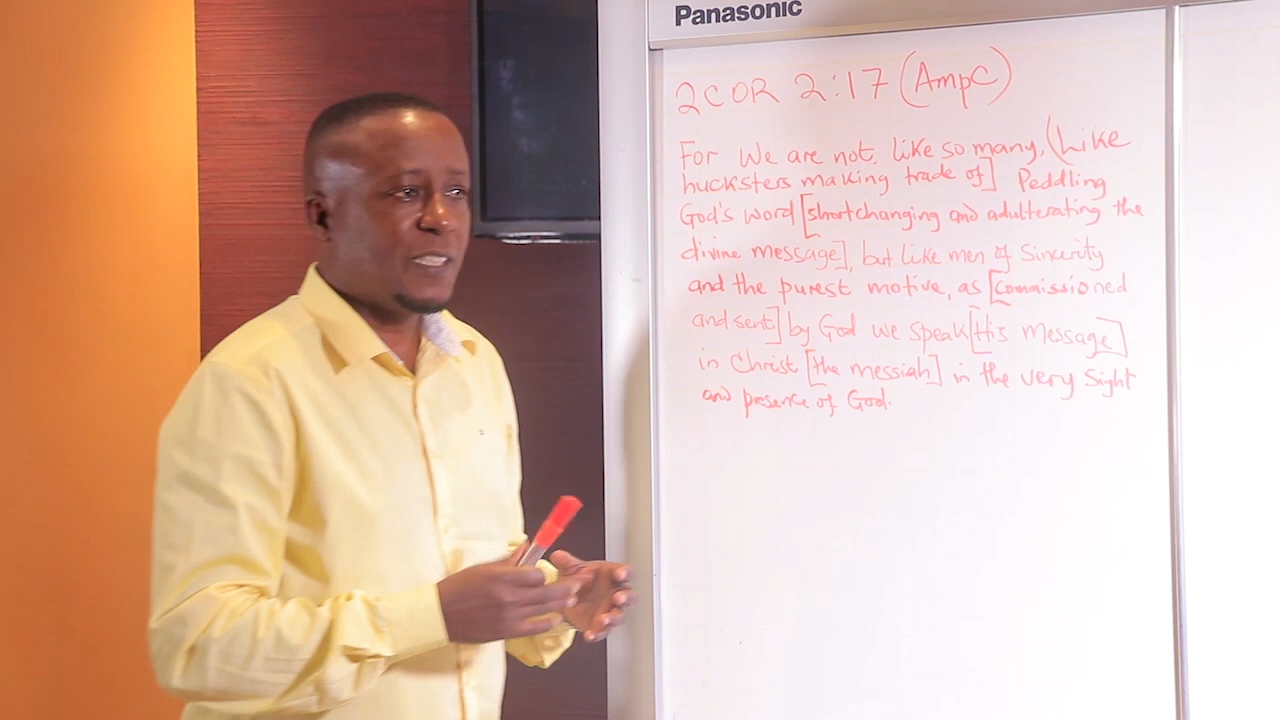 Panasonic
2COR 2:17 (AmpC)
For We are not, like so many, (Like
hucksters making trade of] Peddling
God's word [shortchanging and adulterating the
divine message], but like men of Sincerity
and the purest motive, as [commissioned
and sent] by God we speak [His Message]
in Christ [the messiah] in the very Sight
and presence of God.